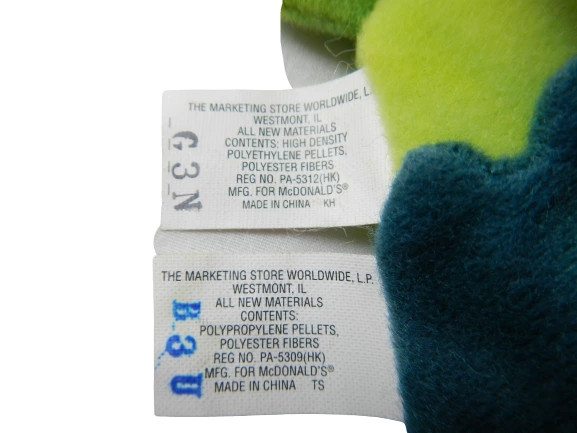 THE MARKETING STORE WORLDWIDE, L.P.
WESTMONT, IL
ALL NEW MATERIALS
CONTENTS: HIGH DENSITY
POLYETHYLENE PELLETS,
POLYESTER FIBERS
REG NO. PA-5312(HK)
MFG. FOR McDONALD'S®
MADE IN CHINA KH
G3N
THE MARKETING STORE WORLDWIDE, L.P.
WESTMONT, IL
ALL NEW MATERIALS
CONTENTS:
POLYPROPYLENE PELLETS,
POLYESTER FIBERS
REG NO. PA-5309(HK)
MFG. FOR McDONALD'S®
MADE IN CHINA TS
B3U